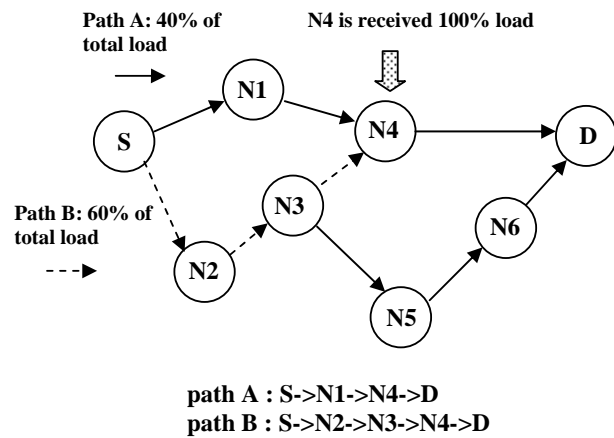 Path A: 40% of
total load
N4 is received 100% load
N1
S
N4
D
Path B: 60% of
total load
N3
N6
N2
N5
path A : S->N1->N4->D
path B : S->N2->N3->N4->D